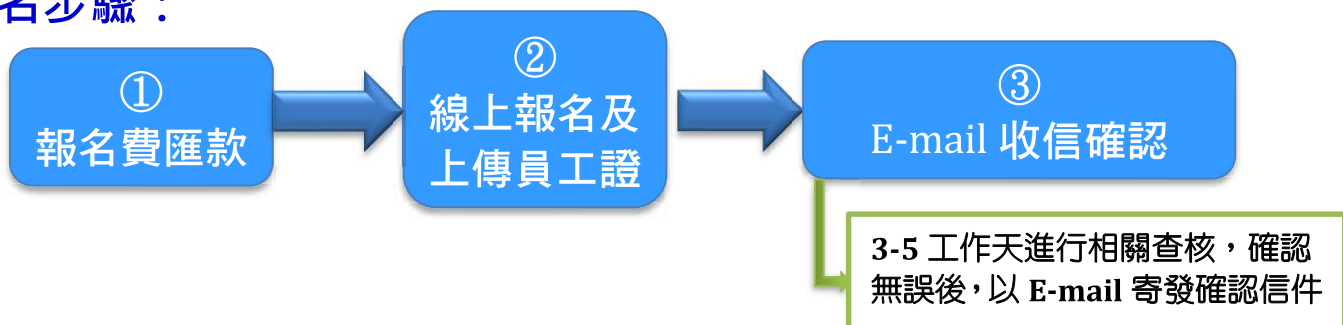 名步驟：
①
報名費匯款
②
線上報名及
上傳員工證
③
E-mail 收信確認
3-5 工作天進行相關查核，確認
無誤後，以 E-mail 寄發確認信件